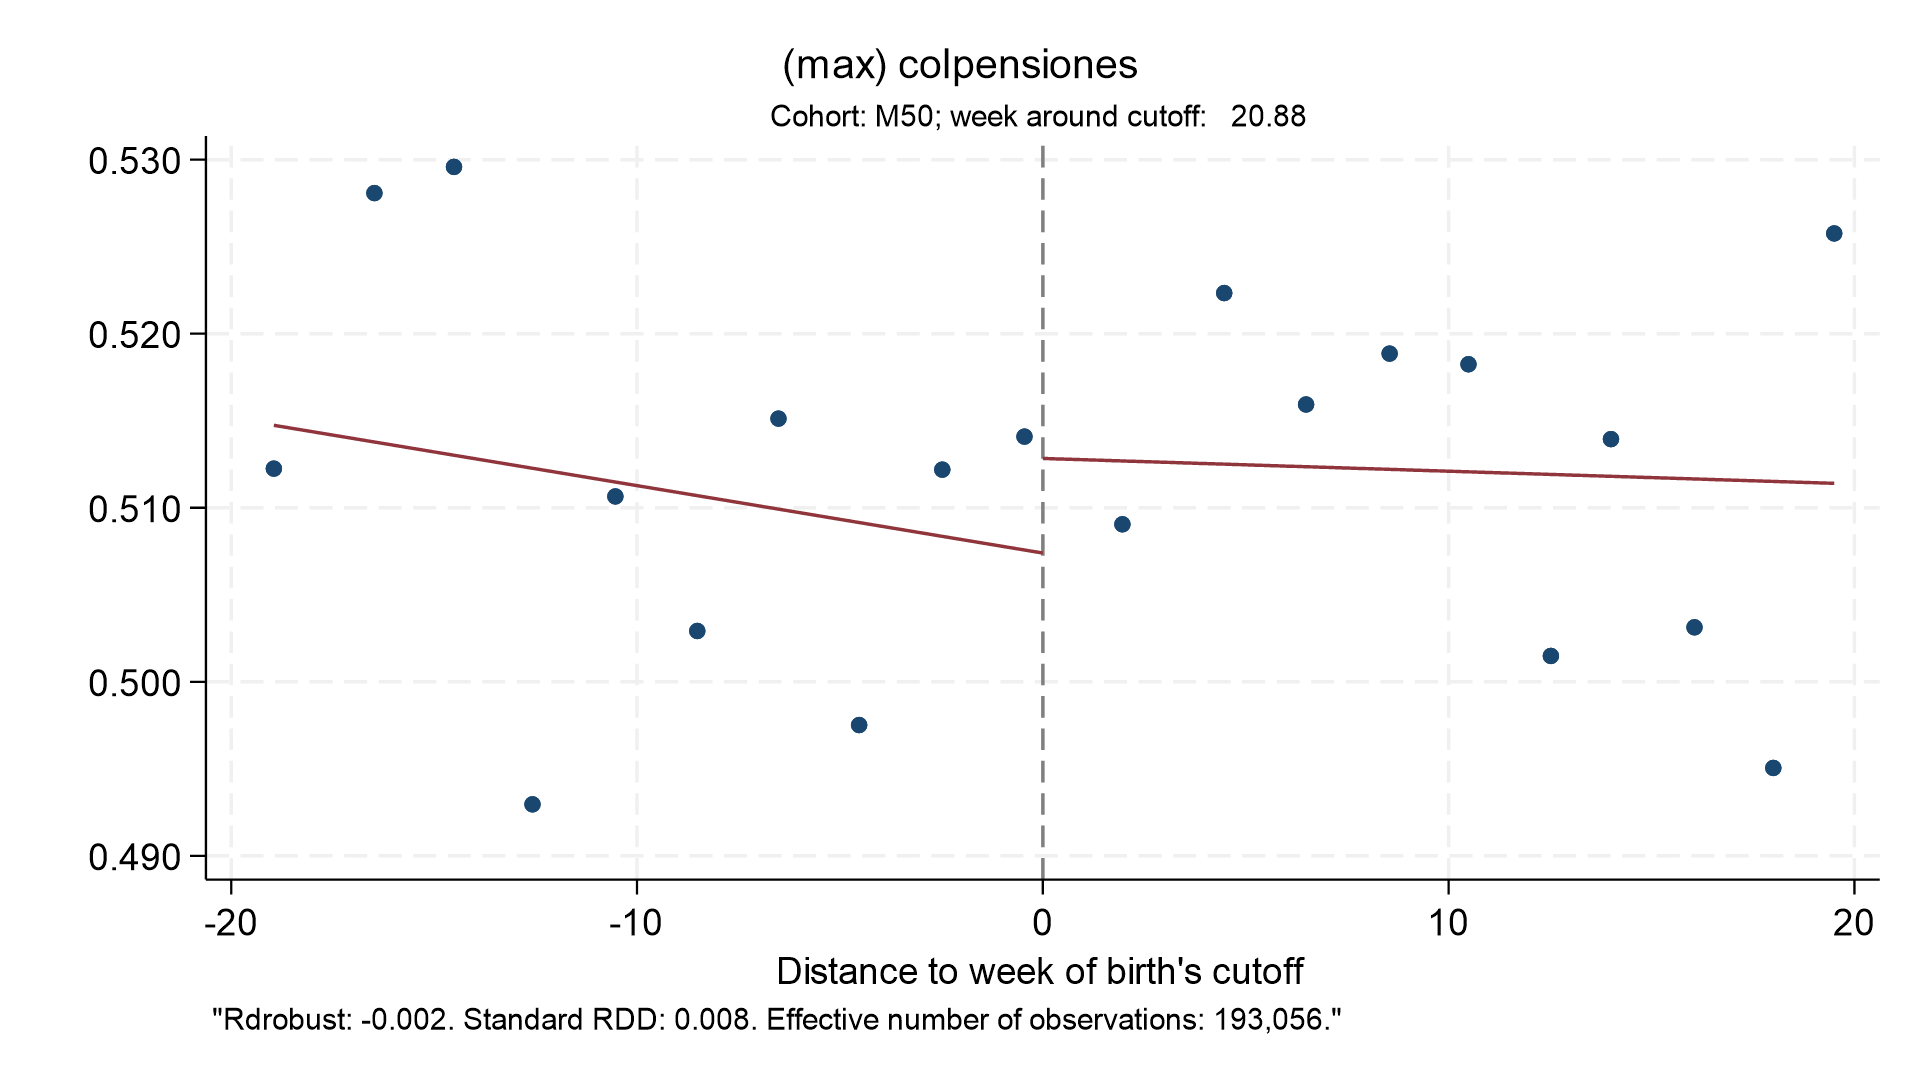 (max) colpensiones
Cohort: M50; week around cutoff: 20.88
0.530
0.520
0.510
0.500
0.490
-20 -10 0 10 20
Distance to week of birth's cutoff
"Rdrobust: -0.002. Standard RDD: 0.008. Effective number of observations: 193,056."